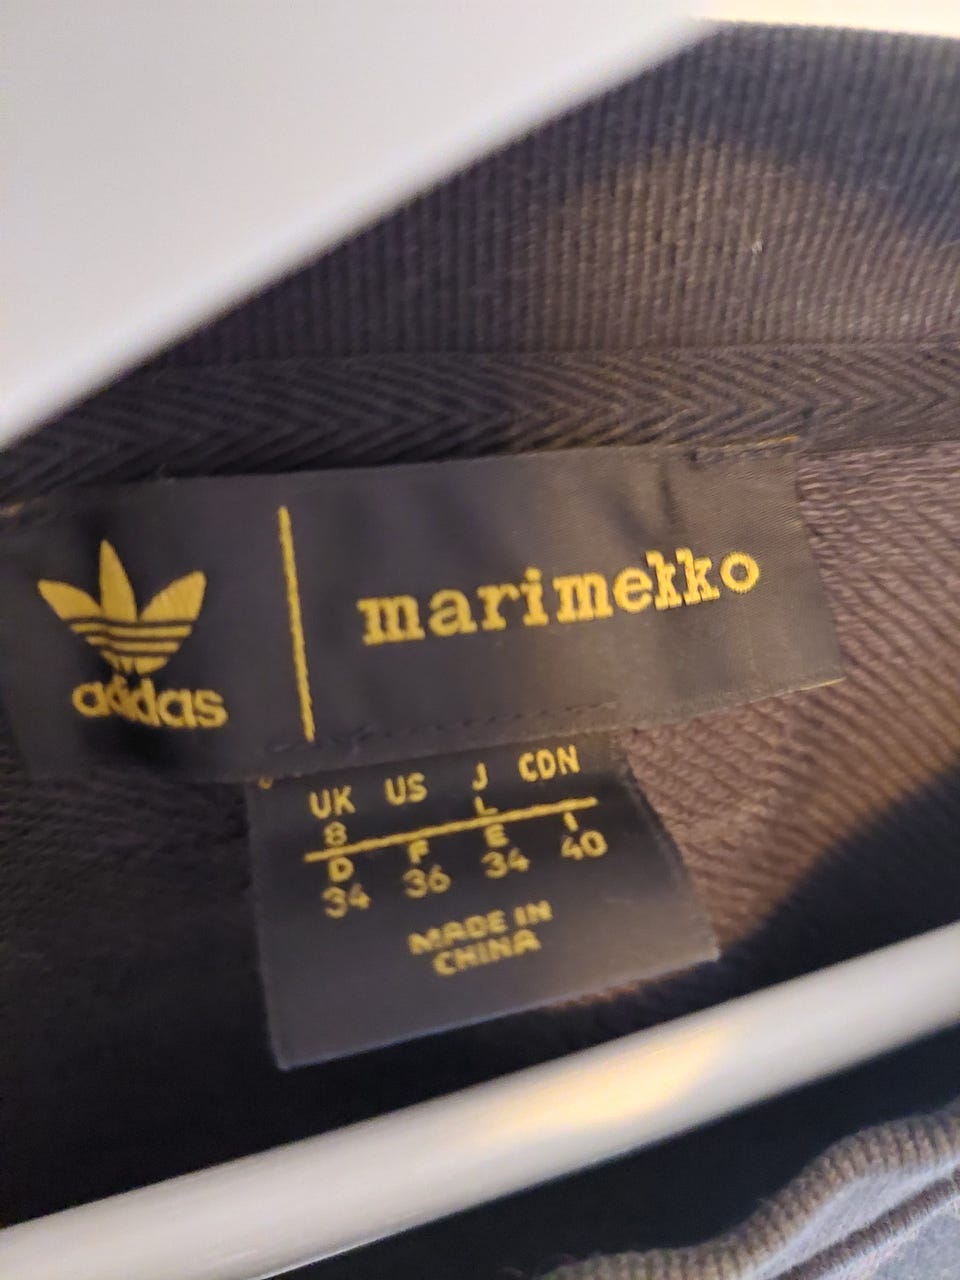 adidas
marimekko
UK US J CDN
8 L
D F E I
34 36 34 40
MADE IN
CHINA